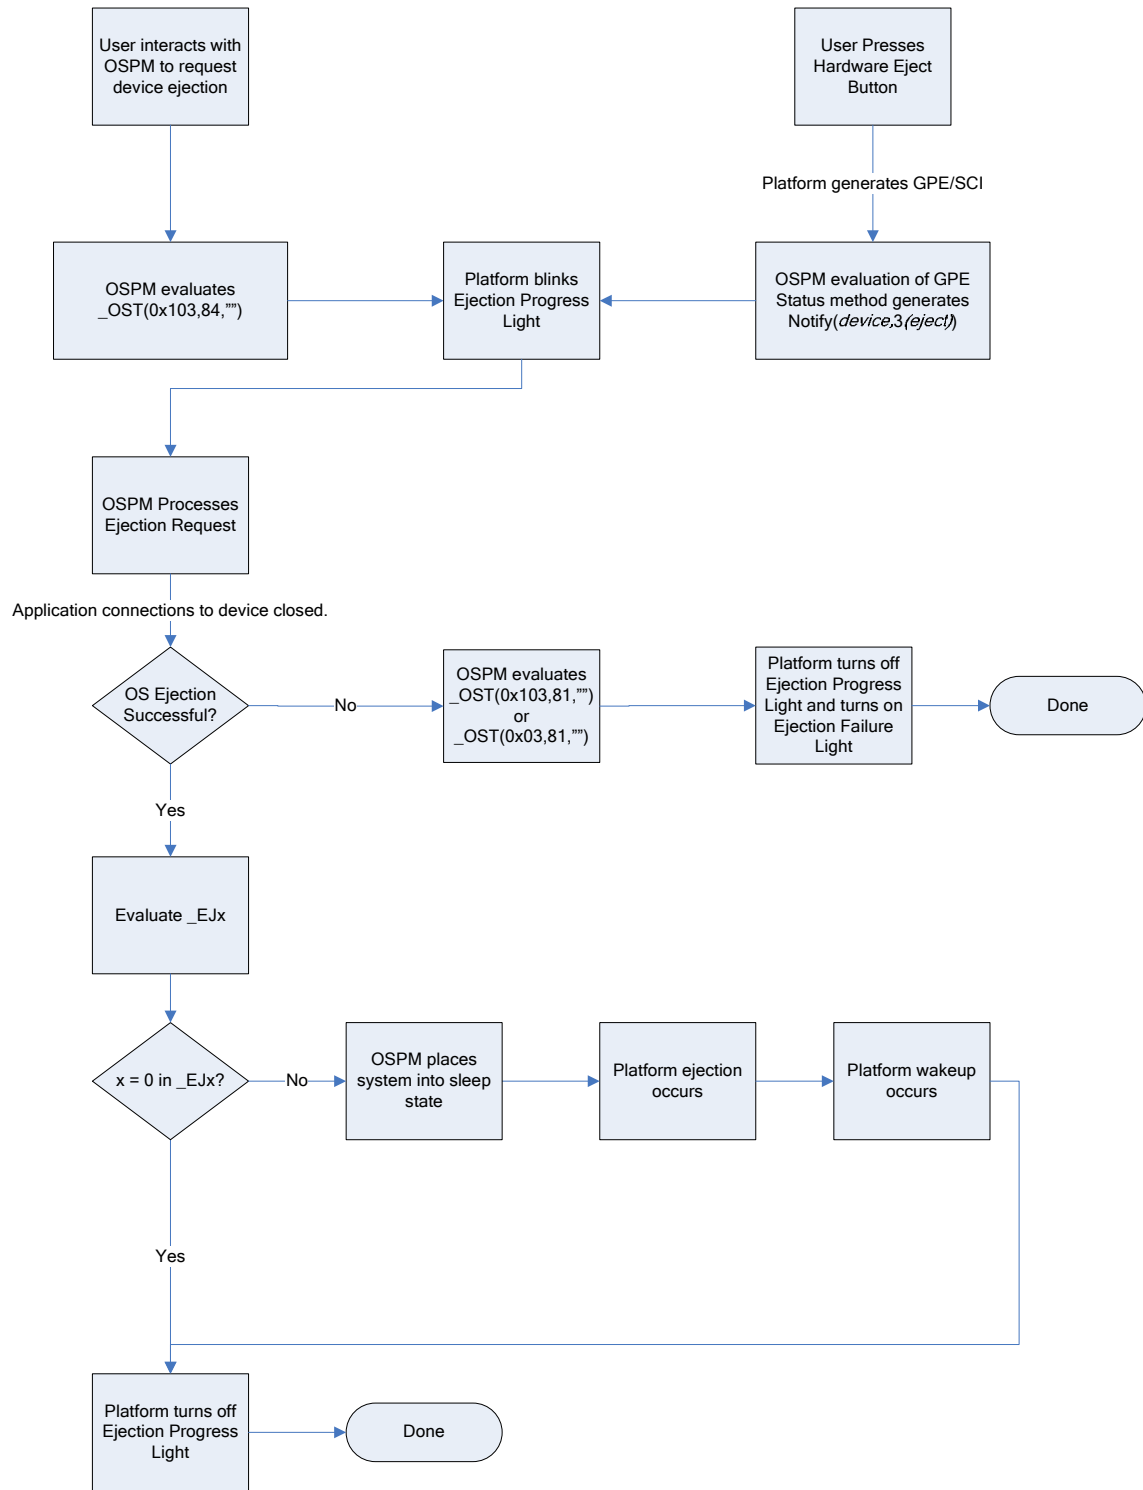 User interacts with
OSPM to request
device ejection
User Presses
Hardware Eject
Button
Platform generates GPE/SCI
OSPM evaluates
_OST(0x103,84,””)
Platform blinks
Ejection Progress
Light
OSPM evaluation of GPE
Status method generates
Notify(device,3(eject))
OSPM Processes
Ejection Request
Application connections to device closed.
OS Ejection
Successful?
No
OSPM evaluates
_OST(0x103,81,””)
or
_OST(0x03,81,””)
Platform turns off
Ejection Progress
Light and turns on
Ejection Failure
Light
Done
Yes
Evaluate _EJx
x = 0 in _EJx?
No
OSPM places
system into sleep
state
Platform ejection
occurs
Platform wakeup
occurs
Yes
Platform turns off
Ejection Progress
Light
Done